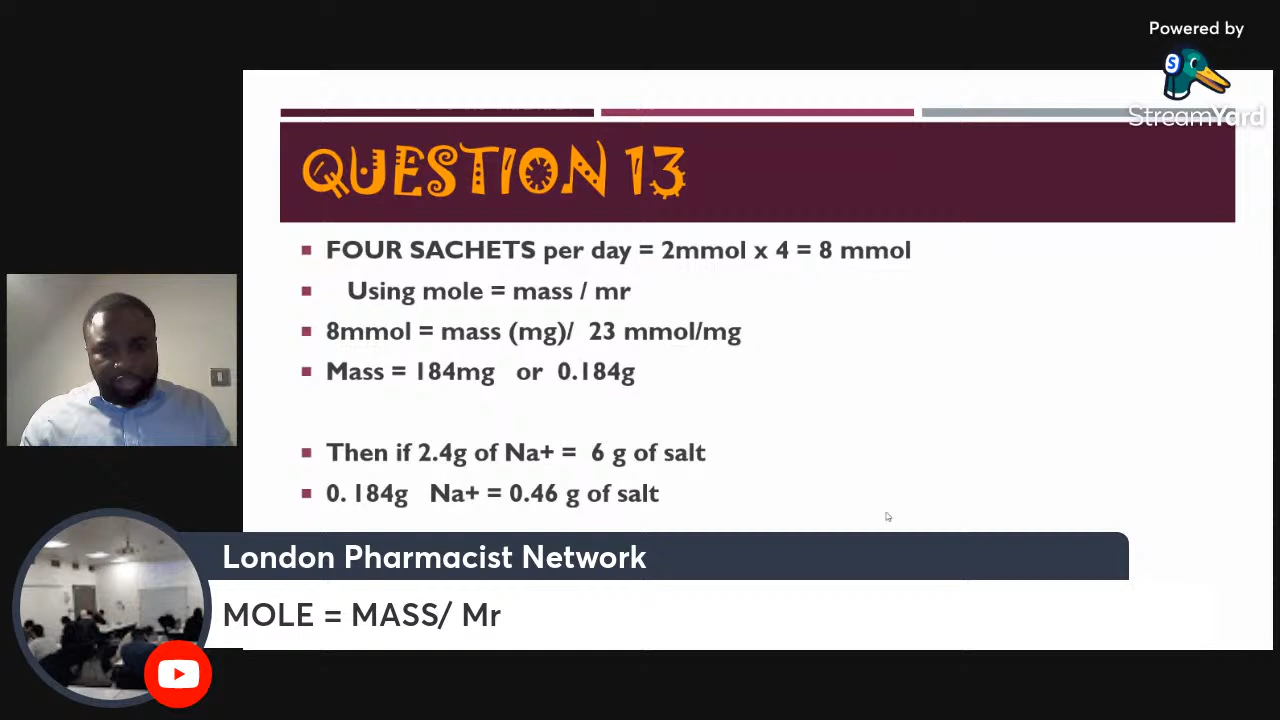 Powered by
StreamYard
QUESTION 13
FOUR SACHETS per day = 2mmol x 4 = 8 mmol
Using mole = mass / mr
8mmol = mass (mg)/ 23 mmol/mg
Mass = 184mg or 0.184g
Then if 2.4g of Na+ = 6 g of salt
0. 184g Na+ = 0.46 g of salt
London Pharmacist Network
MOLE = MASS/ Mr